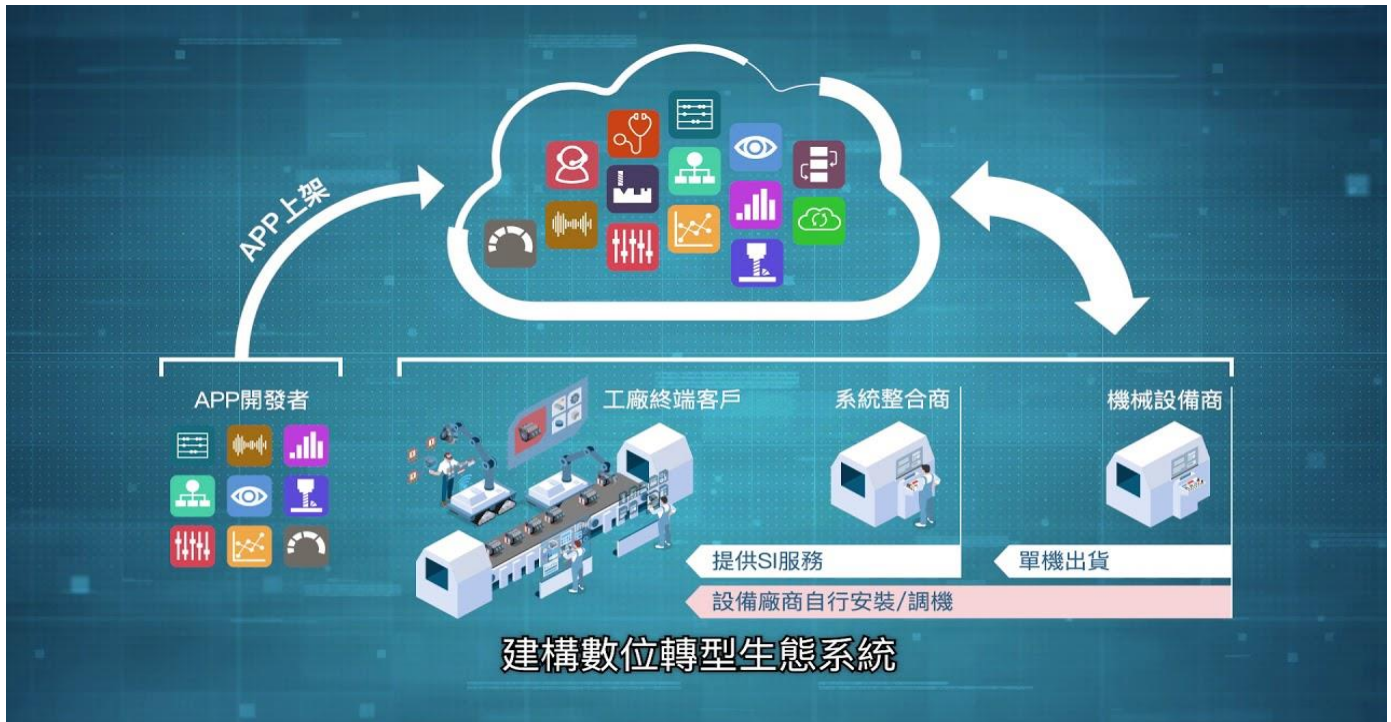 APP上架
APP開發者
工廠終端客戶
系統整合商
機械設備商
提供SI服務
單機出貨
設備廠商自行安裝/調機
建構數位轉型生態系統